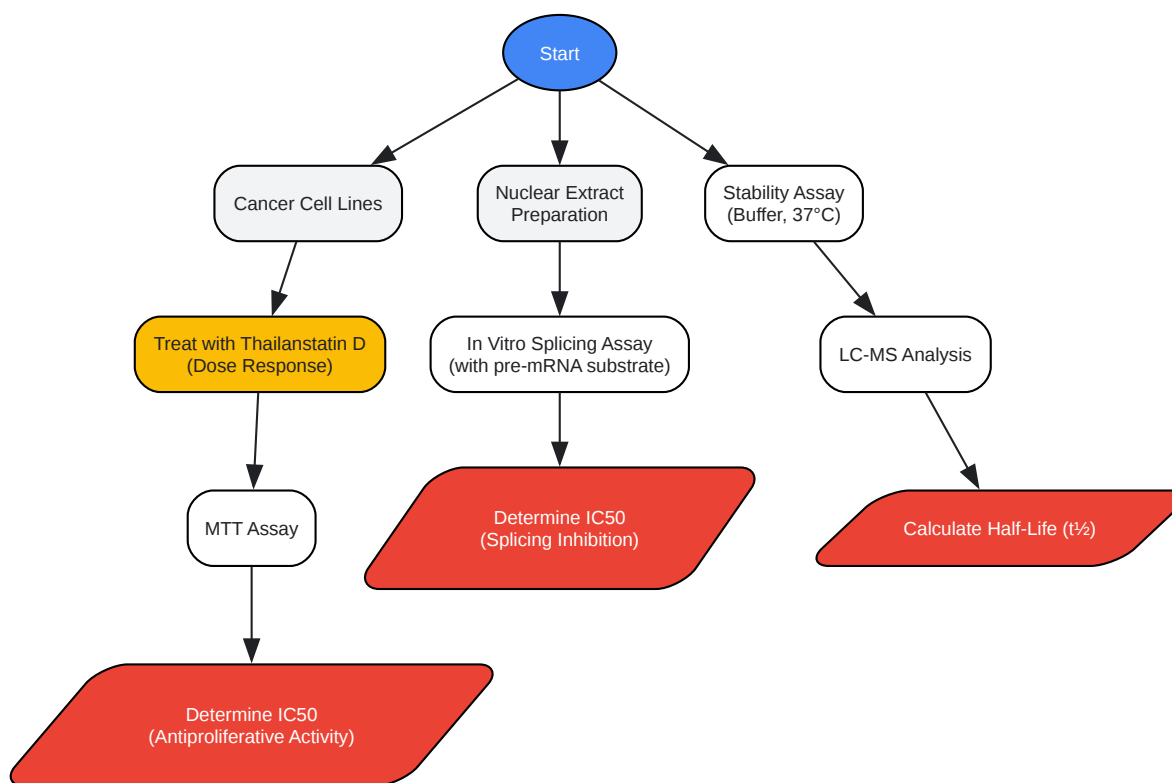 Start
Cancer Cell Lines
Nuclear Extract
Preparation
Stability Assay
(Buffer, 37°C)
Treat with Thailanstatin D
(Dose Response)
In Vitro Splicing Assay
(with pre-mRNA substrate)
LC-MS Analysis
MTT Assay
Determine IC50
(Splicing Inhibition)
Calculate Half-Life (t½)
Determine IC50
(Antiproliferative Activity)